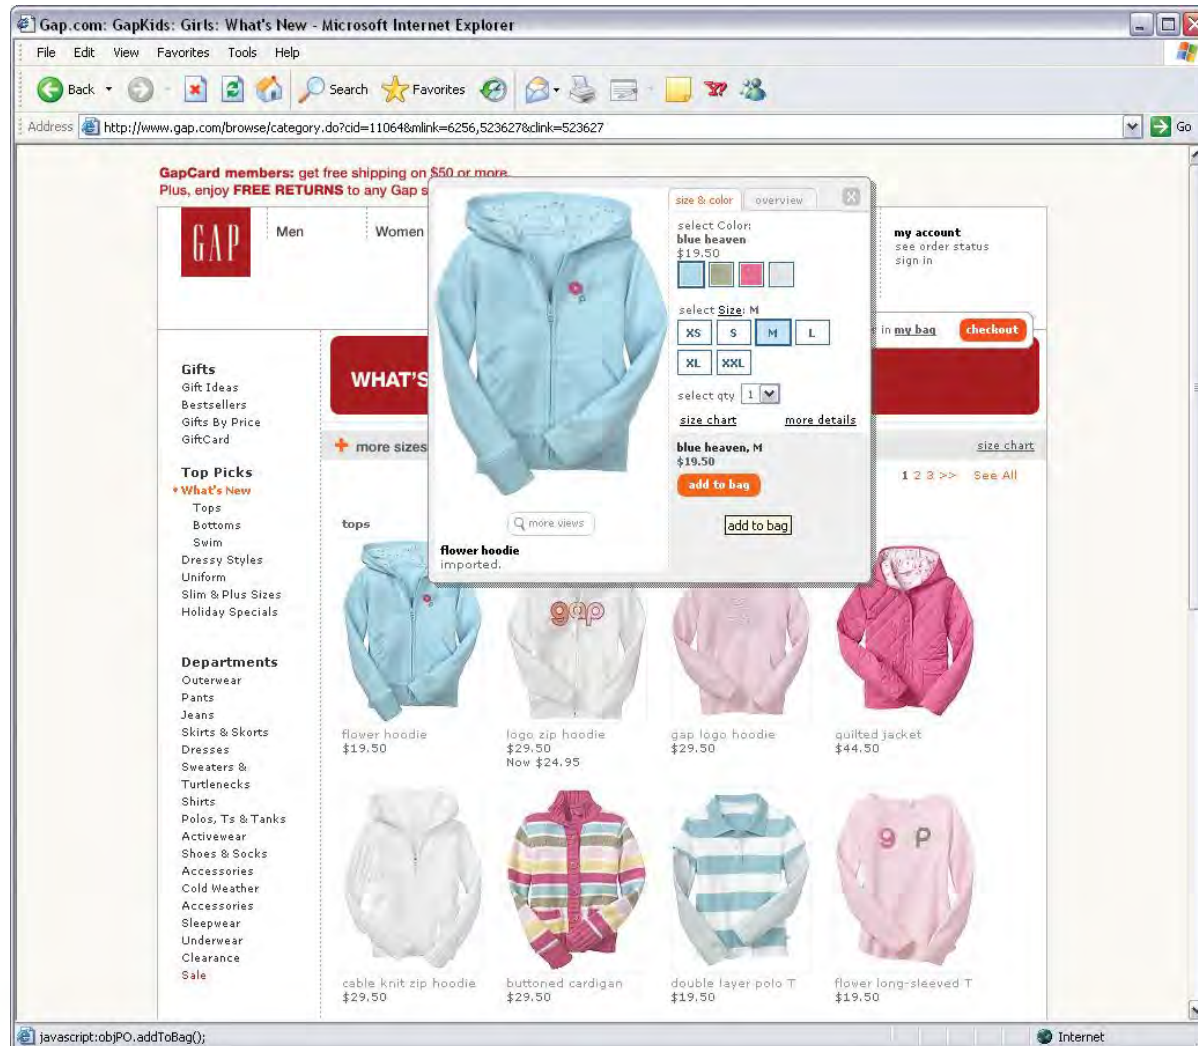 Gap.com: GapKids: Girls: What's New - Microsoft Internet Explorer
File Edit View Favorites Tools Help
Back Search Favorites
Address http://www.gap.com/browse/category.do?cid=11064&mlink=6256,523627&clink=523627 Go
GapCard members: get free shipping on $50 or more.
Plus, enjoy FREE RETURNS to any Gap s
GAP
Men
Women
my account
see order status
sign in
in my bag
checkout
size & color
overview
select Color:
blue heaven
$19.50
select Size: M
XS S M L
XL XXL
select qty 1
size chart more details
blue heaven, M
$19.50
add to bag
add to bag
more views
flower hoodie
imported.
WHAT'S
more sizes
size chart
1 2 3 >> See All
Gifts
Gift Ideas
Bestsellers
Gifts By Price
GiftCard
Top Picks
What's New
Tops
Bottoms
Swim
Dressy Styles
Uniform
Slim & Plus Sizes
Holiday Specials
Departments
Outerwear
Pants
Jeans
Skirts & Skorts
Dresses
Sweaters &
Turtlenecks
Shirts
Polos, Ts & Tanks
Activewear
Shoes & Socks
Accessories
Cold Weather
Accessories
Sleepwear
Underwear
Clearance
Sale
tops
gap
flower hoodie
$19.50
logo zip hoodie
$29.50
Now $24.95
gap logo hoodie
$29.50
quilted jacket
$44.50
g P
cable knit zip hoodie
$29.50
buttoned cardigan
$29.50
double layer polo T
$19.50
flower long-sleeved T
$19.50
javascript:objPO.addToBag();
Internet